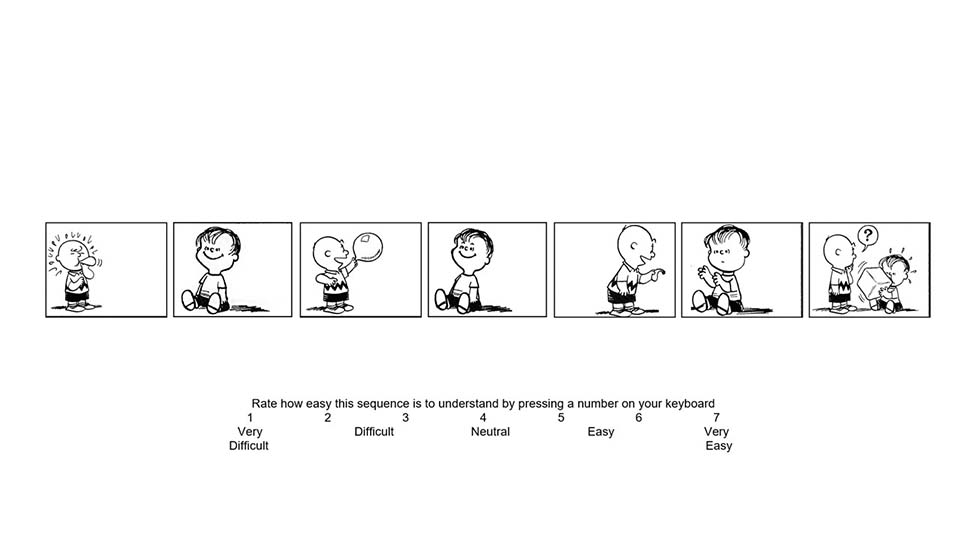 ?
Rate how easy this sequence is to understand by pressing a number on your keyboard
1 2 3 4 5 6 7
Very Difficult Neutral Easy Very
Difficult Easy